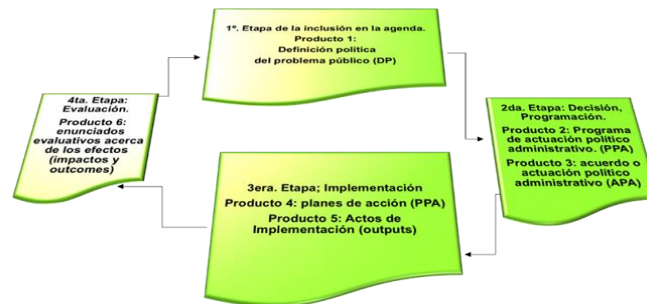 1º. Etapa de la inclusión en la agenda.
Producto 1:
Definición política
del problema público (DP)
2da. Etapa: Decisión,
Programación.
Producto 2: Programa
de actuación político
administrativo. (PPA)
Producto 3: acuerdo o
actuación político
administrativo (APA)
3era. Etapa; Implementación
Producto 4: planes de acción (PPA)
Producto 5: Actos de
Implementación (outputs)
4ta. Etapa:
Evaluación.
Producto 6:
enunciados
evaluativos acerca
de los efectos
(impactos y
outcomes)